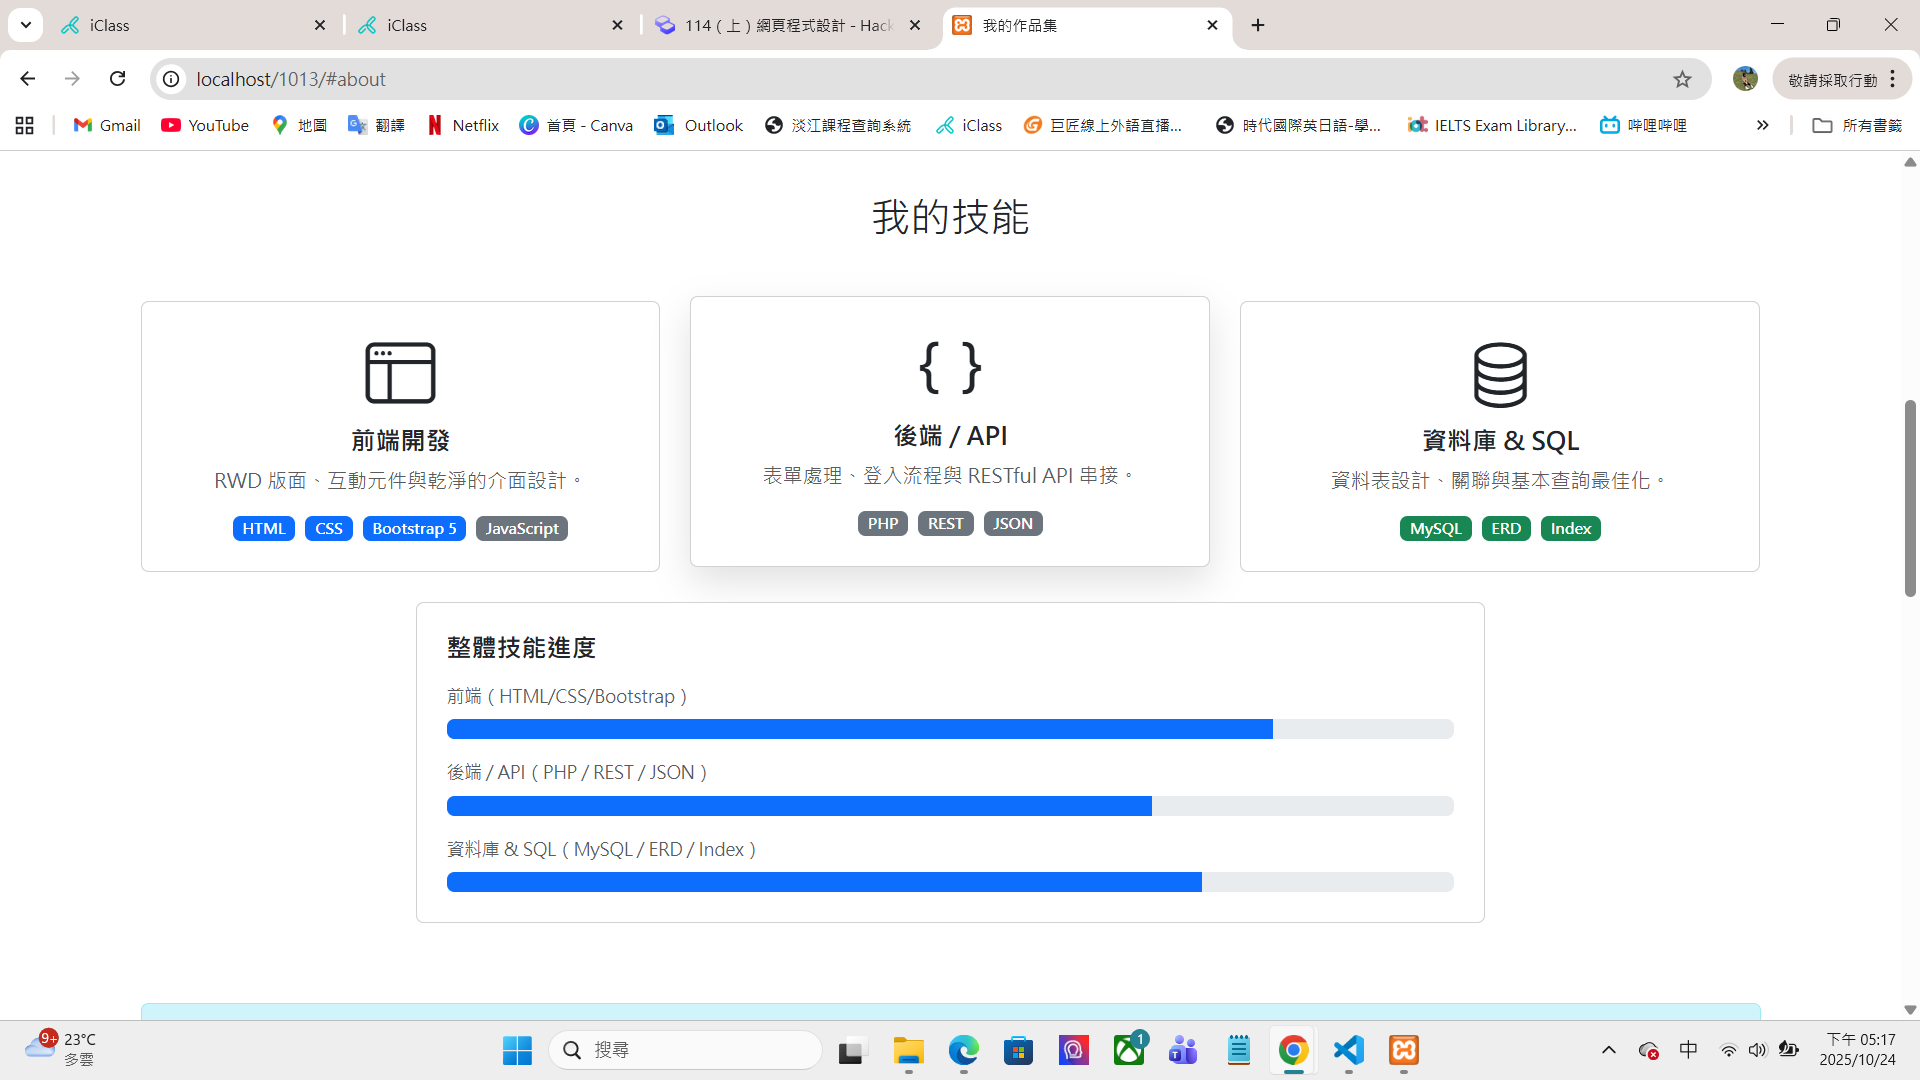 iClass
iClass
114（上）網頁程式設計 - Hack
我的作品集
localhost/1013/#about
敬請採取行動
Gmail
YouTube
地圖
翻譯
Netflix
首頁 - Canva
Outlook
淡江課程查詢系統
iClass
巨匠線上外語直播...
時代國際英日語-學...
IELTS Exam Library...
哔哩哔哩
所有書籤
我的技能
前端開發
RWD 版面、互動元件與乾淨的介面設計。
HTML CSS Bootstrap 5 JavaScript
{ }
後端 / API
表單處理、登入流程與 RESTful API 串接。
PHP REST JSON
資料庫 & SQL
資料表設計、關聯與基本查詢最佳化。
MySQL ERD Index
整體技能進度
前端（HTML/CSS/Bootstrap）
後端 / API（PHP / REST / JSON）
資料庫 & SQL（MySQL / ERD / Index）
9+
23°C
多雲
搜尋
1
中
下午 05:17
2025/10/24